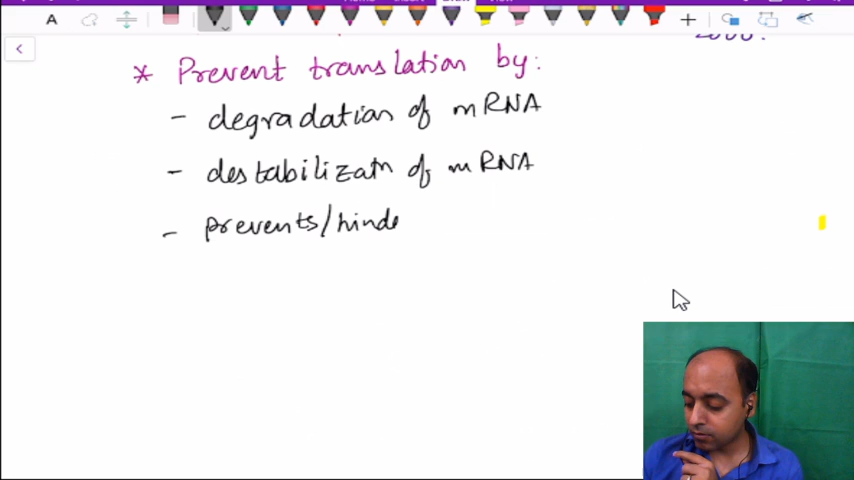 * Prevent translation by:
- degradation of mRNA
- destabilizatn of mRNA
- prevents/hinde